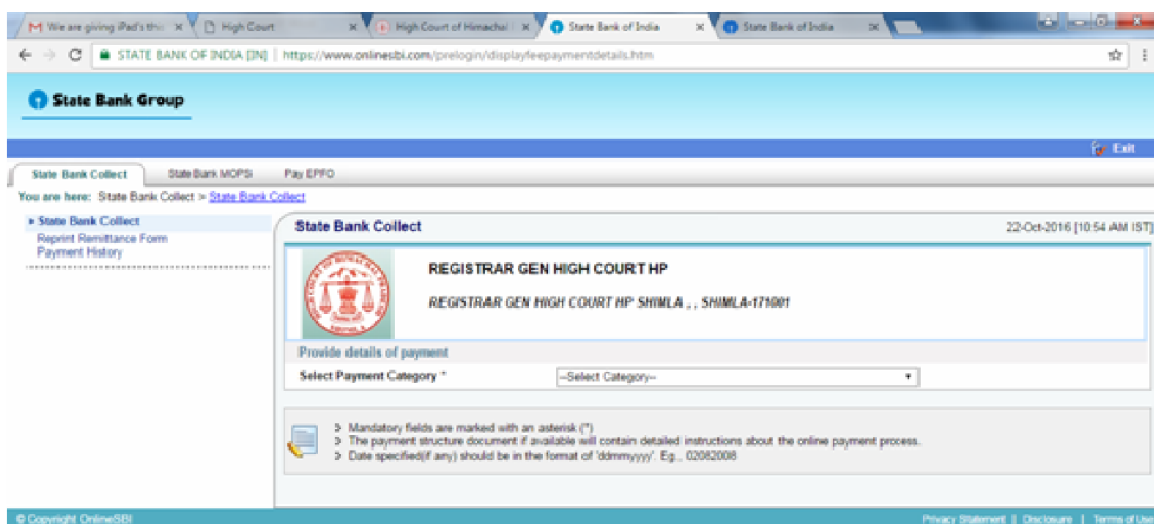 We are giving iPad's this
High Court
High Court of Himachal
State Bank of India
State Bank of India
STATE BANK OF INDIA [IN] | https://www.onlinesbi.com/prelogin/displayfeepaymentdetails.htm
State Bank Group
Exit
State Bank Collect State Bank MOPS Pay EPFO
You are here: State Bank Collect > State Bank Collect
State Bank Collect
Reprint Remittance Form
Payment History
State Bank Collect 22-Oct-2016 [10:54 AM IST]
REGISTRAR GEN HIGH COURT HP
REGISTRAR GEN HIGH COURT HP SHIMLA , , SHIMLA-171001
Provide details of payment
Select Payment Category * --Select Category--
Mandatory fields are marked with an asterisk (*)
The payment structure document if available will contain detailed instructions about the online payment process.
Date specified(if any) should be in the format of 'ddmmyyyy'. Eg., 02082008
© Copyright OnlineSBI Privacy Statement || Disclosure | Terms of Use